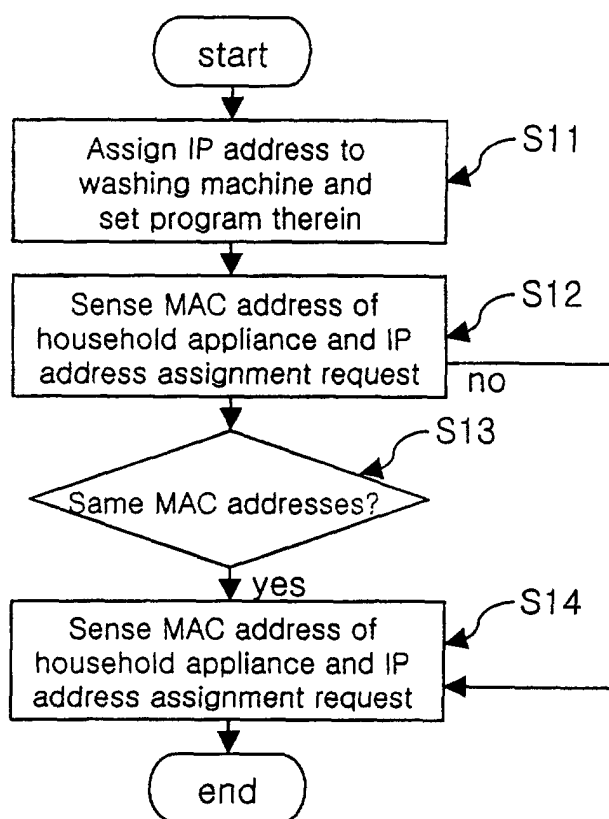 start
S11
Assign IP address to
washing machine and
set program therein
S12
Sense MAC address of
household appliance and IP
address assignment request
no
S13
Same MAC addresses?
yes
S14
Sense MAC address of
household appliance and IP
address assignment request
end